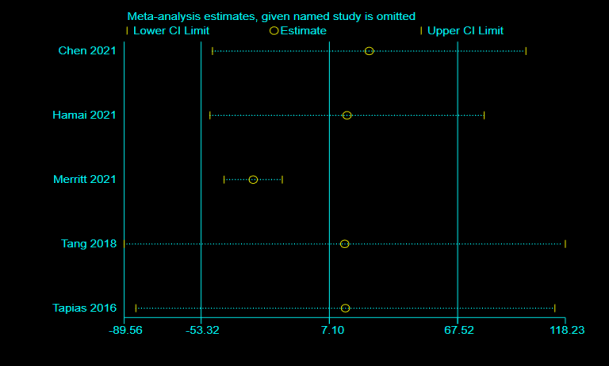 Meta-analysis estimates, given named study is omitted
Lower CI Limit Estimate Upper CI Limit
Chen 2021
Hamai 2021
Merritt 2021
Tang 2018
Tapias 2016
-89.56 -53.32 7.10 67.52 118.23